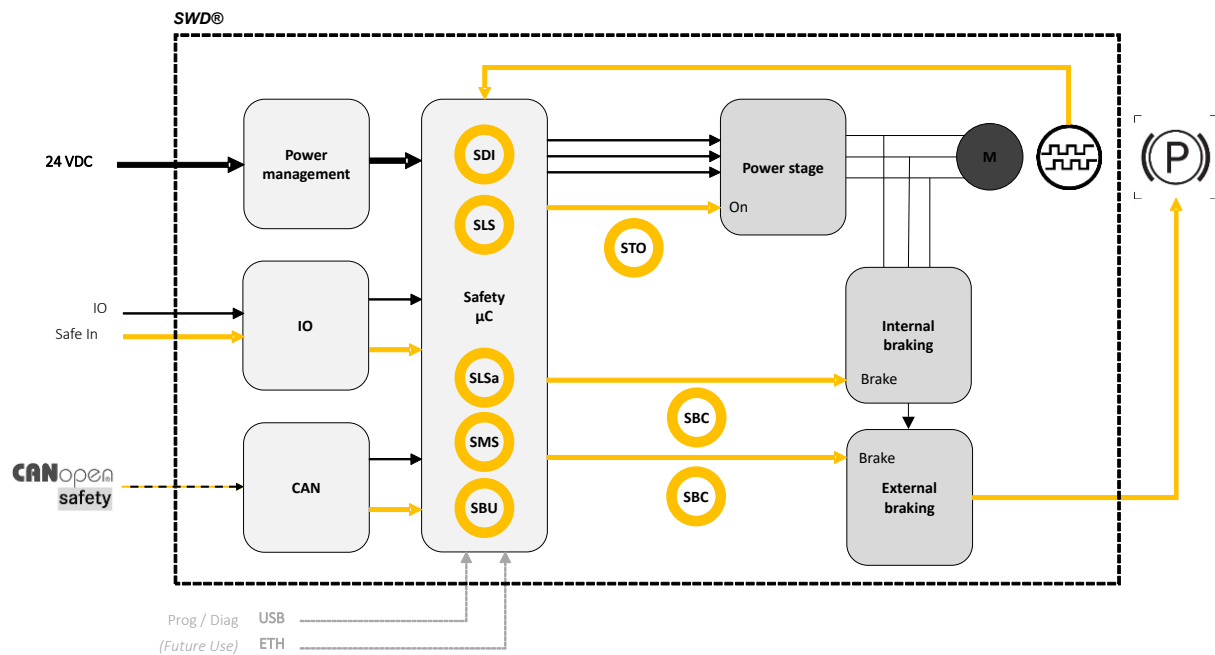 SWD®
24 VDC
Power
management
SDI
SLS
Power stage
On
M
P
STO
IO
Safe In
IO
Safety
µC
Internal
braking
Brake
SLSa
SBC
SMS
Brake
External
braking
SBC
CANopen
safety
CAN
SBU
Prog / Diag USB
(Future Use) ETH